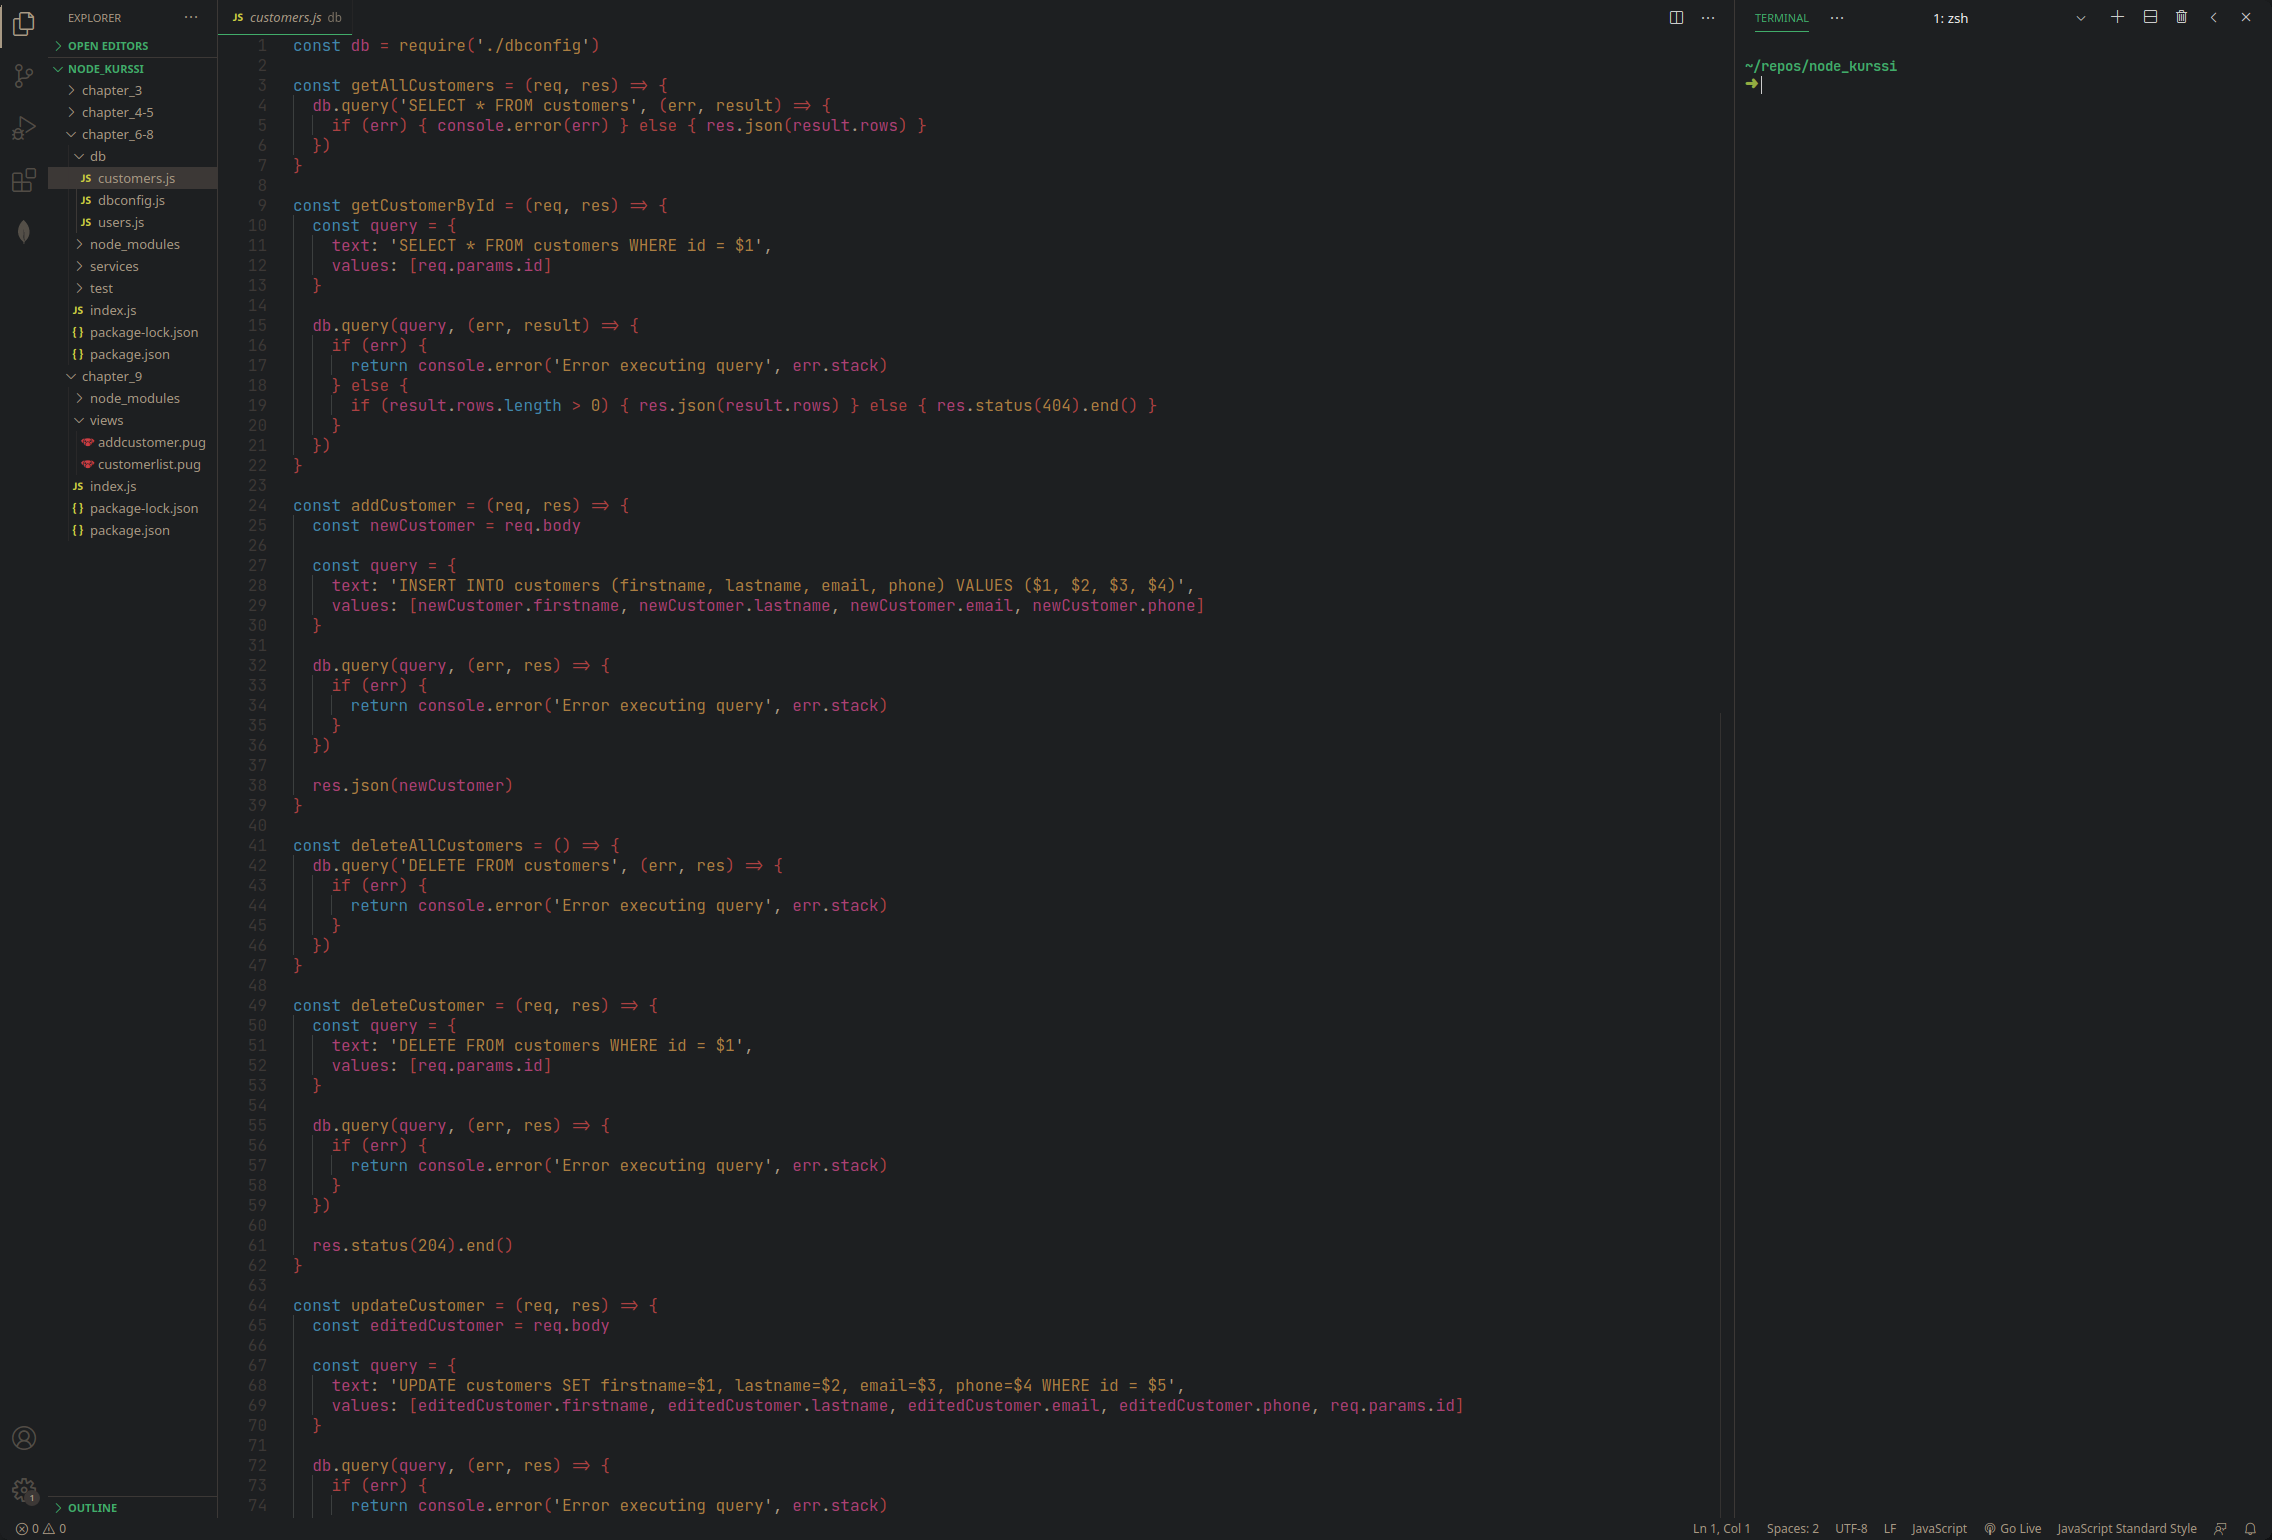 EXPLORER ···
OPEN EDITORS
NODE_KURSSI
chapter_3
chapter_4-5
chapter_6-8
db
JS customers.js
JS dbconfig.js
JS users.js
node_modules
services
test
JS index.js
{} package-lock.json
{} package.json
chapter_9
node_modules
views
addcustomer.pug
customerlist.pug
JS index.js
{} package-lock.json
{} package.json
OUTLINE
JS customers.js db
1 const db = require('./dbconfig')
2
3 const getAllCustomers = (req, res) => {
4   db.query('SELECT * FROM customers', (err, result) => {
5     if (err) { console.error(err) } else { res.json(result.rows) }
6   })
7 }
8
9 const getCustomerById = (req, res) => {
10   const query = {
11     text: 'SELECT * FROM customers WHERE id = $1',
12     values: [req.params.id]
13   }
14
15   db.query(query, (err, result) => {
16     if (err) {
17       return console.error('Error executing query', err.stack)
18     } else {
19       if (result.rows.length > 0) { res.json(result.rows) } else { res.status(404).end() }
20     }
21   })
22 }
23
24 const addCustomer = (req, res) => {
25   const newCustomer = req.body
26
27   const query = {
28     text: 'INSERT INTO customers (firstname, lastname, email, phone) VALUES ($1, $2, $3, $4)',
29     values: [newCustomer.firstname, newCustomer.lastname, newCustomer.email, newCustomer.phone]
30   }
31
32   db.query(query, (err, res) => {
33     if (err) {
34       return console.error('Error executing query', err.stack)
35     }
36   })
37
38   res.json(newCustomer)
39 }
40
41 const deleteAllCustomers = () => {
42   db.query('DELETE FROM customers', (err, res) => {
43     if (err) {
44       return console.error('Error executing query', err.stack)
45     }
46   })
47 }
48
49 const deleteCustomer = (req, res) => {
50   const query = {
51     text: 'DELETE FROM customers WHERE id = $1',
52     values: [req.params.id]
53   }
54
55   db.query(query, (err, res) => {
56     if (err) {
57       return console.error('Error executing query', err.stack)
58     }
59   })
60
61   res.status(204).end()
62 }
63
64 const updateCustomer = (req, res) => {
65   const editedCustomer = req.body
66
67   const query = {
68     text: 'UPDATE customers SET firstname=$1, lastname=$2, email=$3, phone=$4 WHERE id = $5',
69     values: [editedCustomer.firstname, editedCustomer.lastname, editedCustomer.email, editedCustomer.phone, req.params.id]
70   }
71
72   db.query(query, (err, res) => {
73     if (err) {
74       return console.error('Error executing query', err.stack)
TERMINAL ··· 1: zsh
~/repos/node_kurssi
➜
1
0 0
Ln 1, Col 1 Spaces: 2 UTF-8 LF JavaScript Go Live JavaScript Standard Style